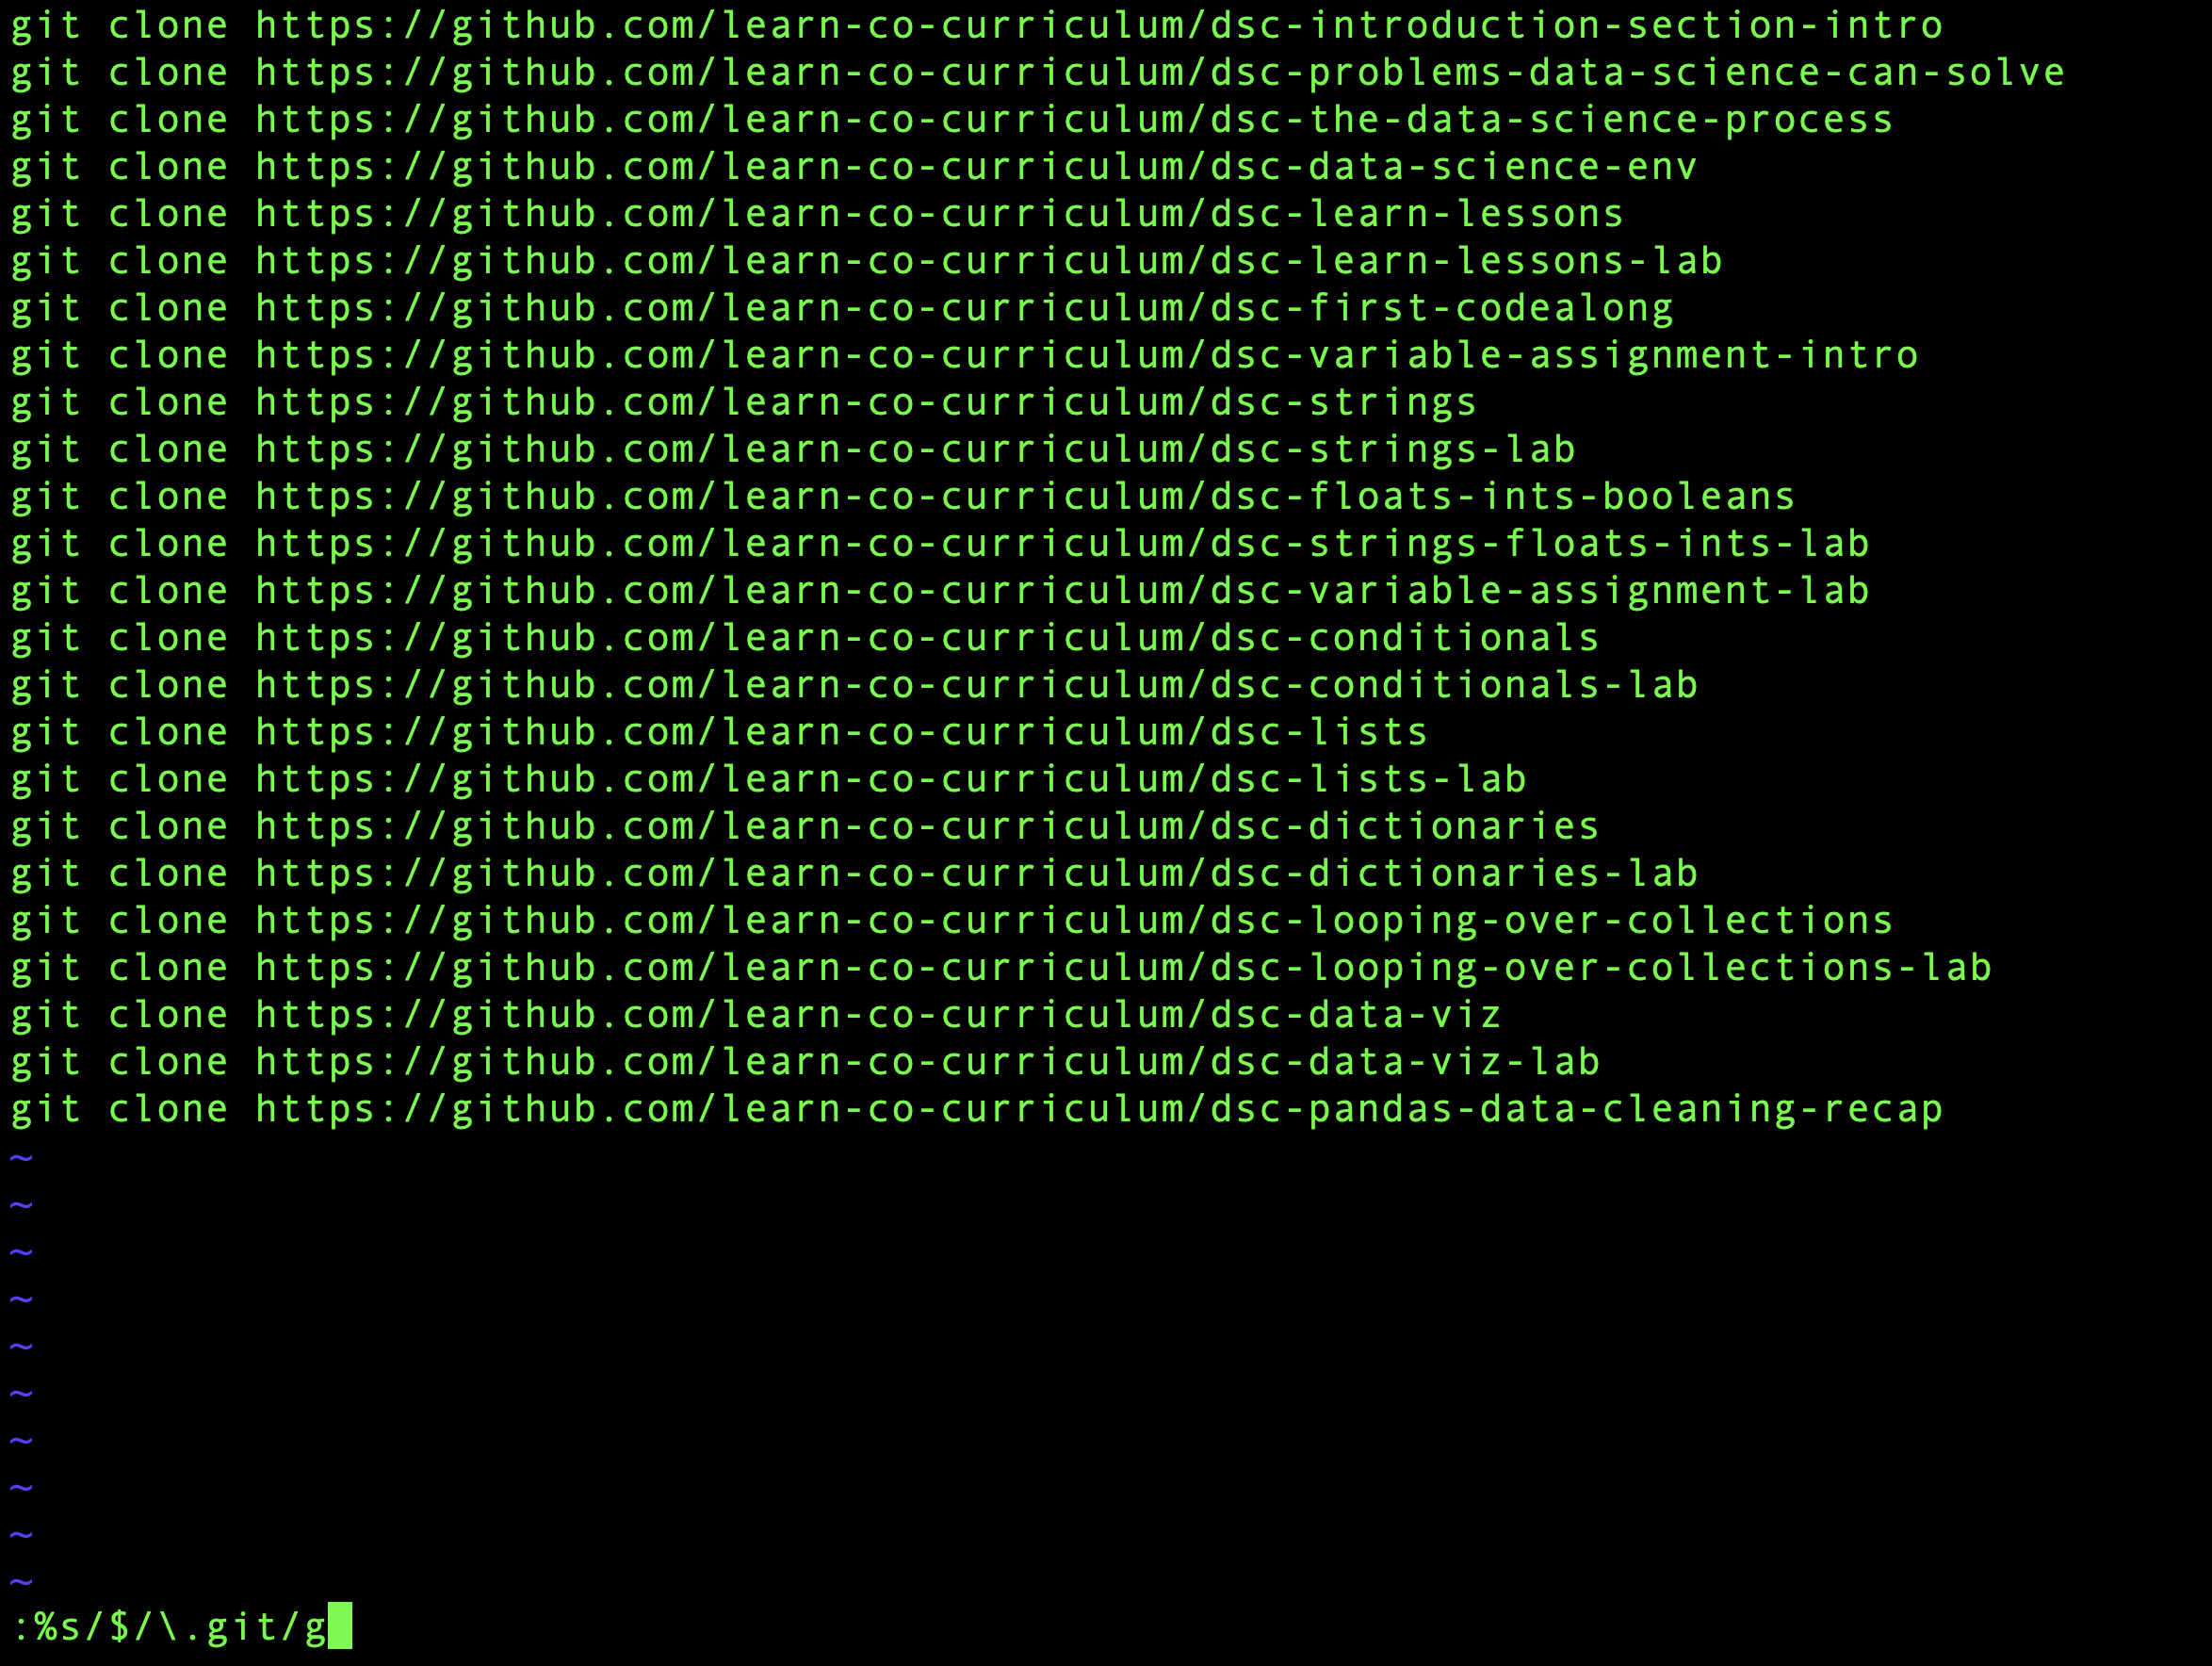 git clone https://github.com/learn-co-curriculum/dsc-introduction-section-intro
git clone https://github.com/learn-co-curriculum/dsc-problems-data-science-can-solve
git clone https://github.com/learn-co-curriculum/dsc-the-data-science-process
git clone https://github.com/learn-co-curriculum/dsc-data-science-env
git clone https://github.com/learn-co-curriculum/dsc-learn-lessons
git clone https://github.com/learn-co-curriculum/dsc-learn-lessons-lab
git clone https://github.com/learn-co-curriculum/dsc-first-codealong
git clone https://github.com/learn-co-curriculum/dsc-variable-assignment-intro
git clone https://github.com/learn-co-curriculum/dsc-strings
git clone https://github.com/learn-co-curriculum/dsc-strings-lab
git clone https://github.com/learn-co-curriculum/dsc-floats-ints-booleans
git clone https://github.com/learn-co-curriculum/dsc-strings-floats-ints-lab
git clone https://github.com/learn-co-curriculum/dsc-variable-assignment-lab
git clone https://github.com/learn-co-curriculum/dsc-conditionals
git clone https://github.com/learn-co-curriculum/dsc-conditionals-lab
git clone https://github.com/learn-co-curriculum/dsc-lists
git clone https://github.com/learn-co-curriculum/dsc-lists-lab
git clone https://github.com/learn-co-curriculum/dsc-dictionaries
git clone https://github.com/learn-co-curriculum/dsc-dictionaries-lab
git clone https://github.com/learn-co-curriculum/dsc-looping-over-collections
git clone https://github.com/learn-co-curriculum/dsc-looping-over-collections-lab
git clone https://github.com/learn-co-curriculum/dsc-data-viz
git clone https://github.com/learn-co-curriculum/dsc-data-viz-lab
git clone https://github.com/learn-co-curriculum/dsc-pandas-data-cleaning-recap
~
~
~
~
~
~
~
~
~
~
:%s/$/\.git/g